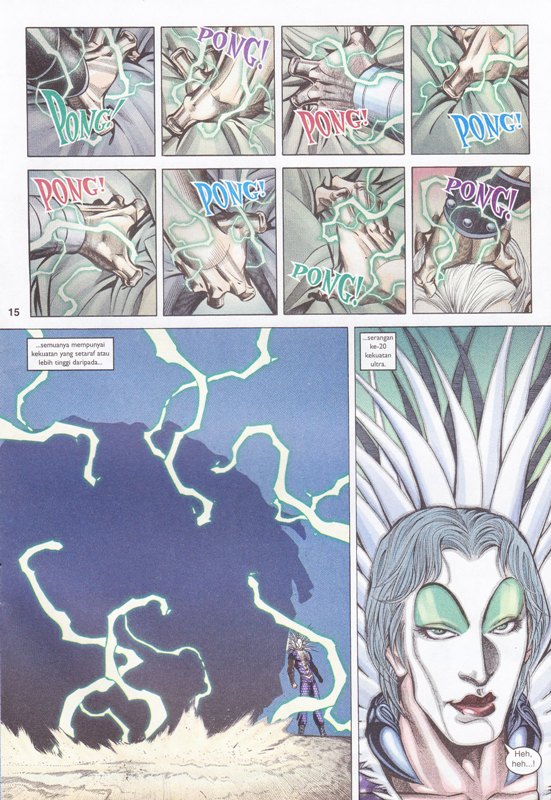 PONG!
PONG!
PONG!
PONG!
PONG!
PONG!
PONG!
PONG!
15
...semuanya mempunyai
kekuatan yang setaraf atau
lebih tinggi daripada...
...serangan
ke-20
kekuatan
ultra.
Heh,
heh...!